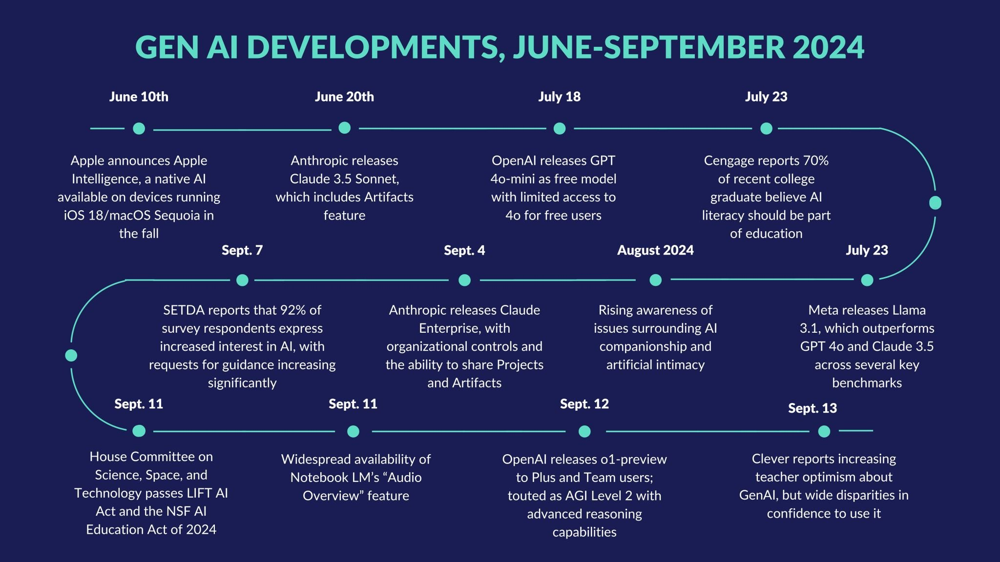 GEN AI DEVELOPMENTS, JUNE-SEPTEMBER 2024
June 10th
Apple announces Apple
Intelligence, a native AI
available on devices running
iOS 18/macOS Sequoia in
the fall
June 20th
Anthropic releases
Claude 3.5 Sonnet,
which includes Artifacts
feature
July 18
OpenAI releases GPT
4o-mini as free model
with limited access to
4o for free users
July 23
Cengage reports 70%
of recent college
graduate believe AI
literacy should be part
of education
July 23
Meta releases Llama
3.1, which outperforms
GPT 4o and Claude 3.5
across several key
benchmarks
August 2024
Rising awareness of
issues surrounding AI
companionship and
artificial intimacy
Sept. 4
Anthropic releases Claude
Enterprise, with
organizational controls and
the ability to share Projects
and Artifacts
Sept. 7
SETDA reports that 92% of
survey respondents express
increased interest in AI, with
requests for guidance increasing
significantly
Sept. 11
House Committee on
Science, Space, and
Technology passes LIFT AI
Act and the NSF AI
Education Act of 2024
Sept. 11
Widespread availability of
Notebook LM’s “Audio
Overview” feature
Sept. 12
OpenAI releases o1-preview
to Plus and Team users;
touted as AGI Level 2 with
advanced reasoning
capabilities
Sept. 13
Clever reports increasing
teacher optimism about
GenAI, but wide disparities in
confidence to use it